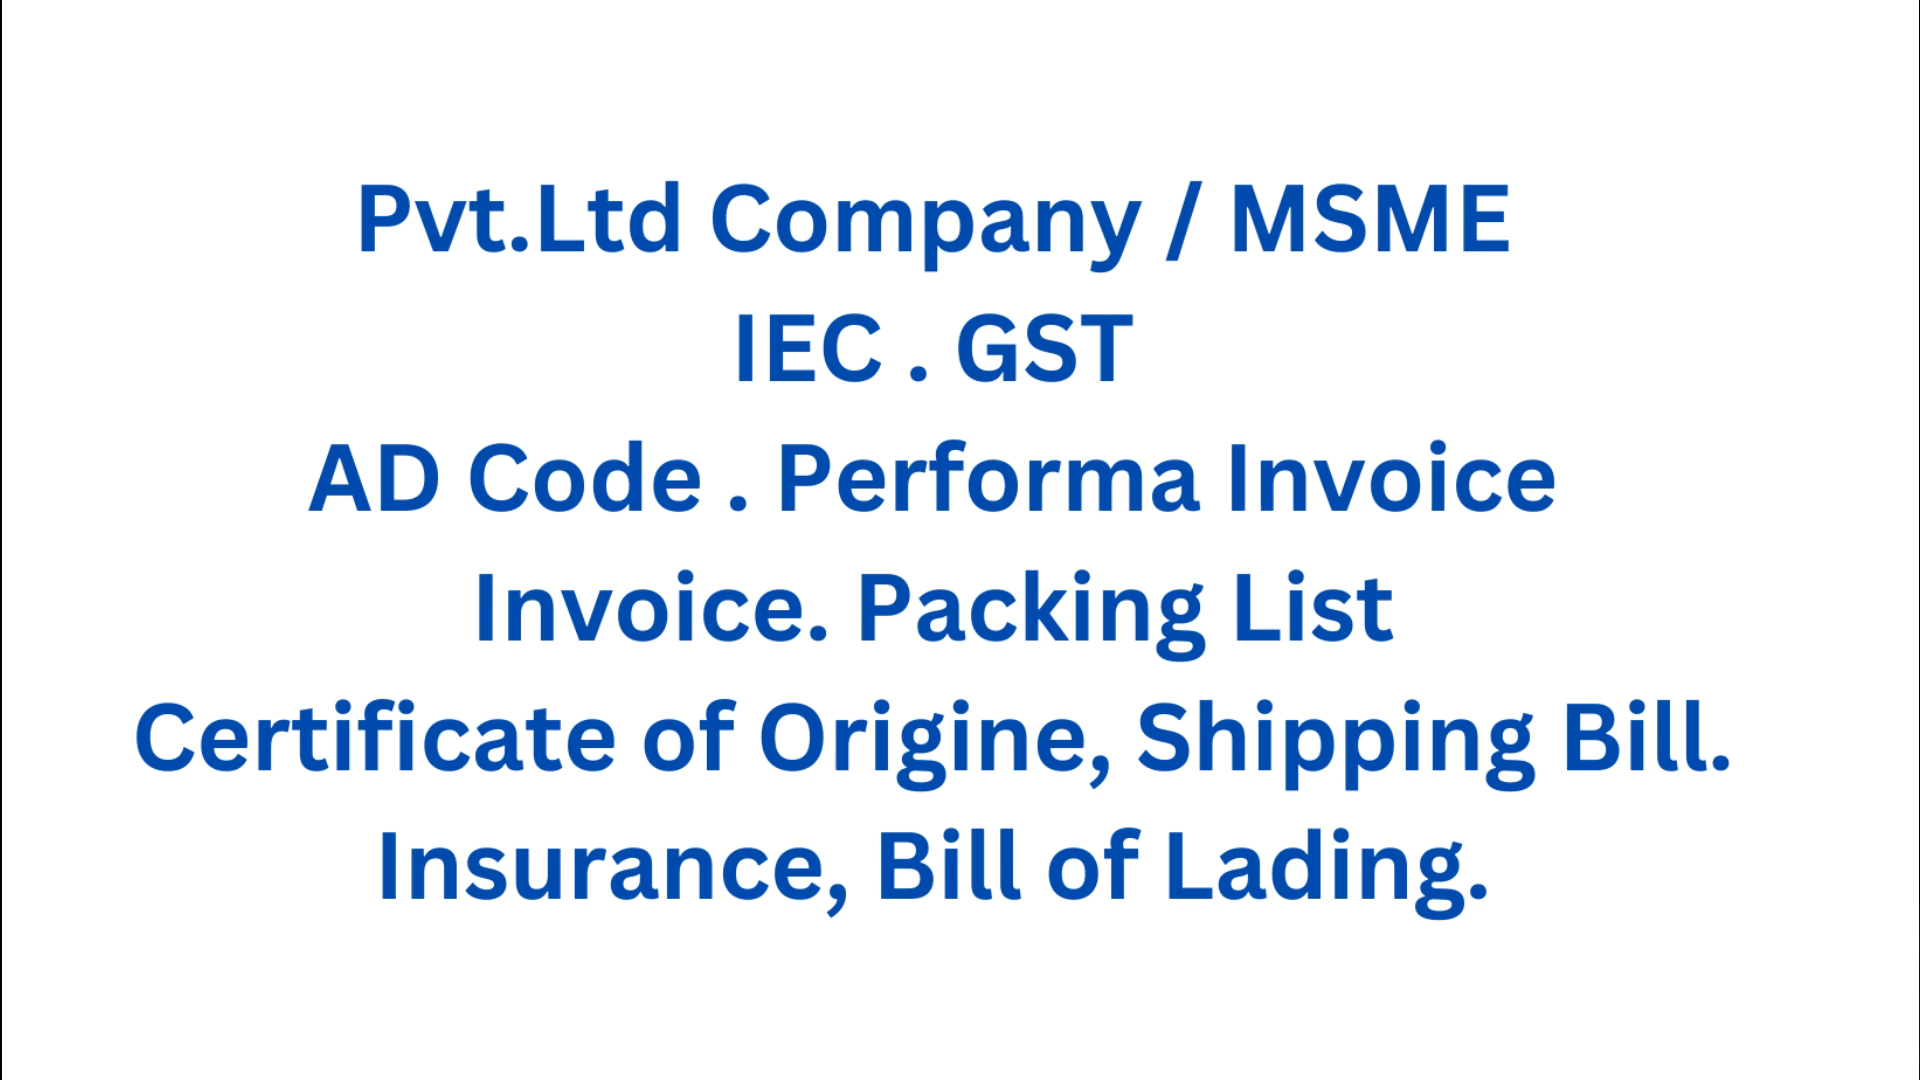 Pvt.Ltd Company / MSME
IEC . GST
AD Code . Performa Invoice
Invoice. Packing List
Certificate of Origine, Shipping Bill.
Insurance, Bill of Lading.